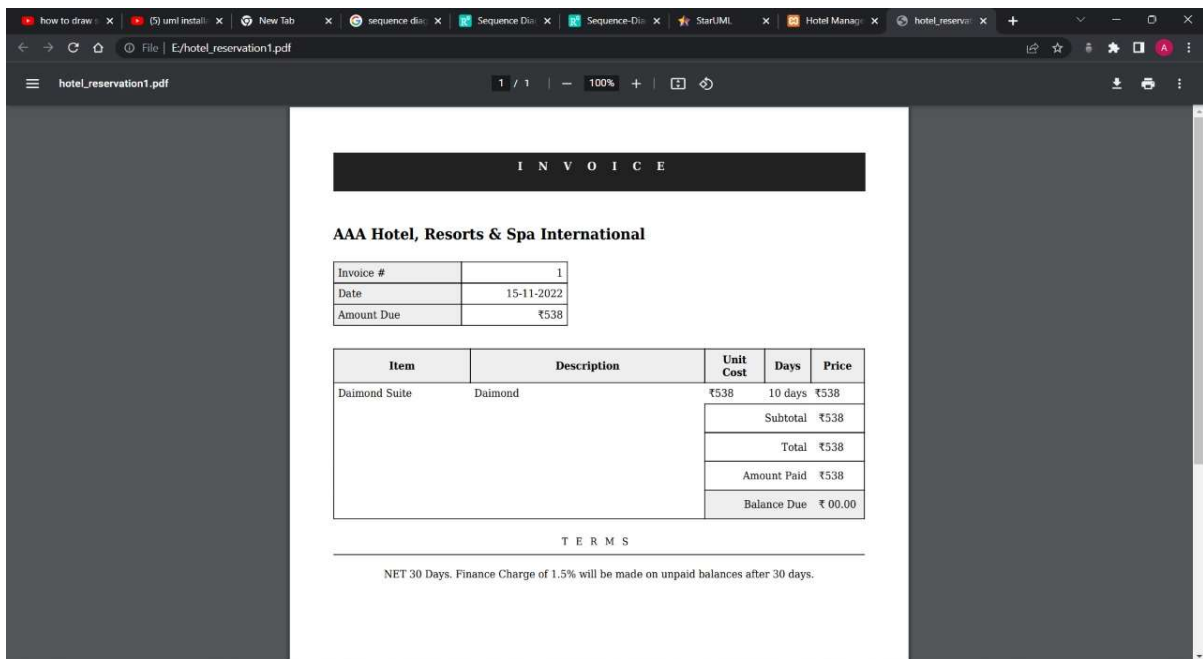 how to draw s
(5) uml install
New Tab
sequence diag
Sequence Dia
Sequence-Dia
StarUML
Hotel Manage
hotel_reservat
File | E:/hotel_reservation1.pdf
A
hotel_reservation1.pdf
1 / 1
100%
I N V O I C E
AAA Hotel, Resorts & Spa International
Invoice # 1
Date 15-11-2022
Amount Due ₹538
Item Description Unit Cost Days Price
Daimond Suite Daimond ₹538 10 days ₹538
Subtotal ₹538
Total ₹538
Amount Paid ₹538
Balance Due ₹ 00.00
T E R M S
NET 30 Days. Finance Charge of 1.5% will be made on unpaid balances after 30 days.